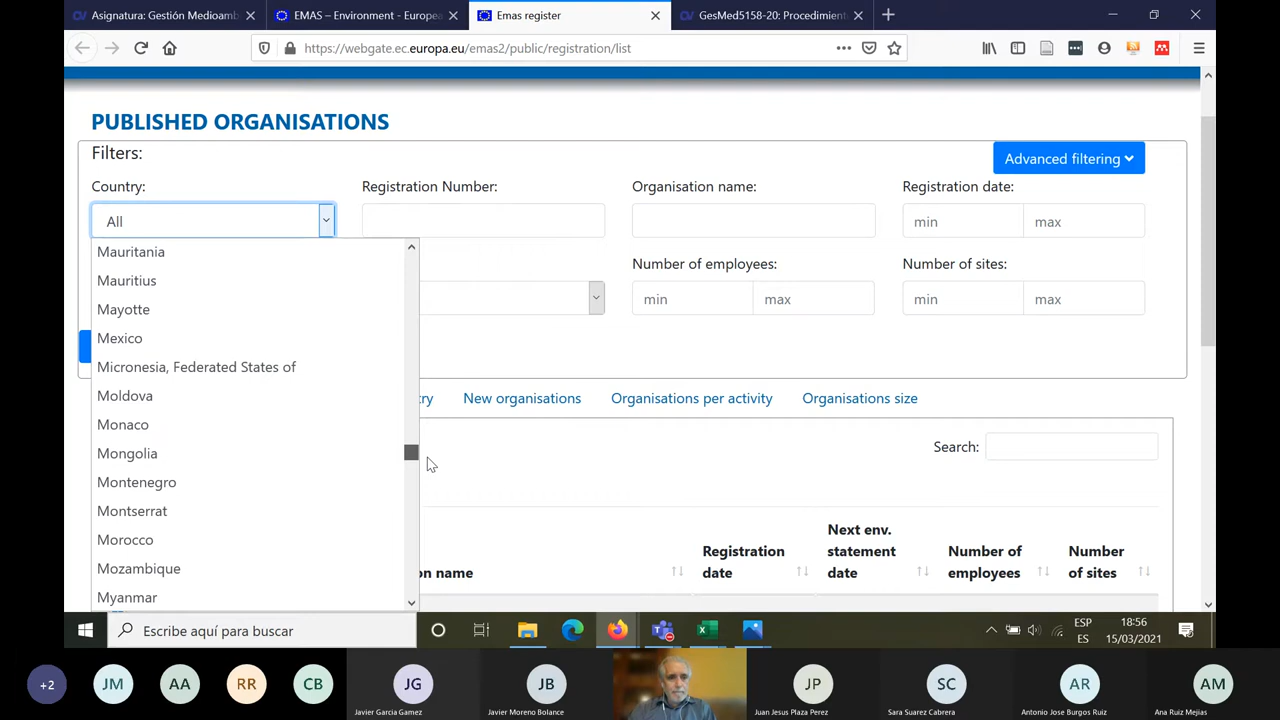 Asignatura: Gestión Medioamb
EMAS – Environment - Europea
Emas register
GesMed5158-20: Procedimient
https://webgate.ec.europa.eu/emas2/public/registration/list
PUBLISHED ORGANISATIONS
Filters:
Advanced filtering
Country:
Registration Number:
Organisation name:
Registration date:
All
min
max
Number of employees:
Number of sites:
min
max
min
max
Mauritania
Mauritius
Mayotte
Mexico
Micronesia, Federated States of
Moldova
Monaco
Mongolia
Montenegro
Montserrat
Morocco
Mozambique
Myanmar
try
New organisations
Organisations per activity
Organisations size
Search:
on name
Registration date
Next env. statement date
Number of employees
Number of sites
Escribe aquí para buscar
ESP
ES
18:56
15/03/2021
+2
JM
AA
RR
CB
JG
Javier Garcia Gamez
JB
Javier Moreno Bolance
JP
Juan Jesus Plaza Perez
SC
Sara Suarez Cabrera
AR
Antonio Jose Burgos Ruiz
AM
Ana Ruiz Mejias